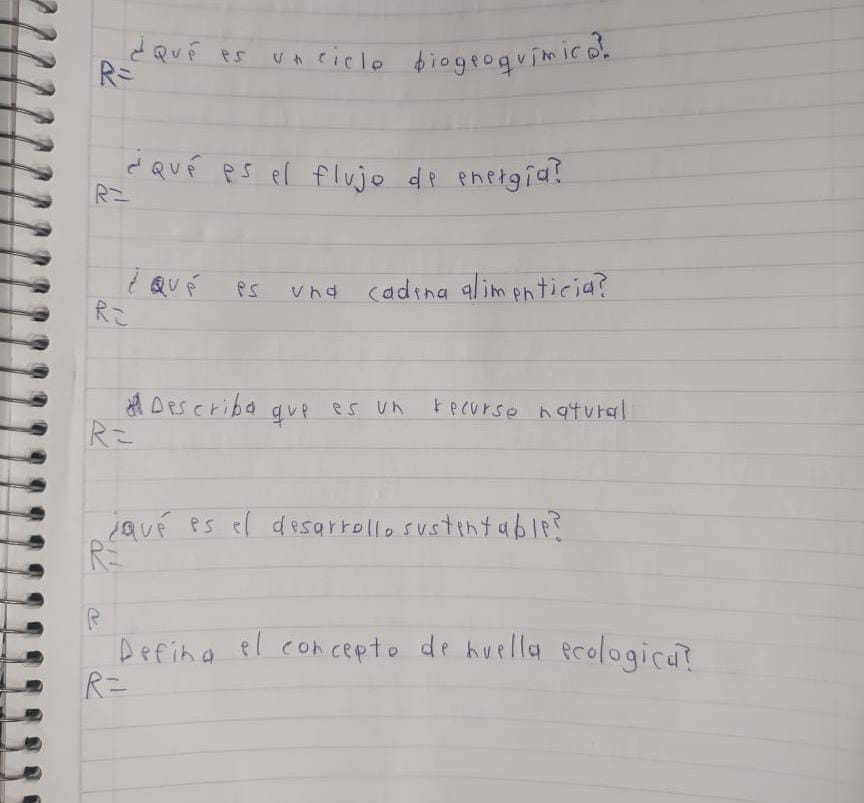 ¿Qué es un ciclo biogeoquímico?
R=
¿Qué es el flujo de energía?
R=
¿Qué es una cadena alimenticia?
R=
Describa que es un recurso natural
R=
¿qué es el desarrollo sustentable?
R=
R
Defina el concepto de huella ecologica?
R=